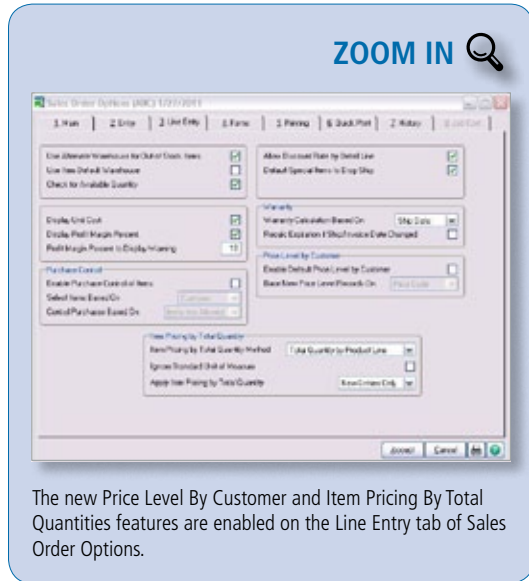 ZOOM IN
Sales Order Options (ABC) 1/27/2011
1. Main 2. Entry 3. Line Entry 4. Forms 5. Printing 6. Quick Print 7. History
Use Alternate Warehouse for Out of Stock Items
Use Item Default Warehouse
Check for Available Quantity
Allow Discount Rate by Detail Line
Default Special Items to Drop Ship
Display Unit Cost
Display Profit Margin Percent
Profit Margin Percent to Display Warning
Warranty
Warranty Calculation Based On Ship Date
Recalc Expiration if Ship/Invoice Date Changed
Price Level by Customer
Enable Default Price Level by Customer
Base New Price Level Records On Price Code
Purchase Control
Enable Purchase Control of Items
Select Items Based On Customer
Control Purchases Based On
Item Pricing by Total Quantity
Item Pricing by Total Quantity Method Total Quantity by Product Line
Ignore Standard Unit of Measure
Apply Item Pricing by Total Quantity New Entries Only
Accept Cancel
The new Price Level By Customer and Item Pricing By Total
Quantities features are enabled on the Line Entry tab of Sales
Order Options.